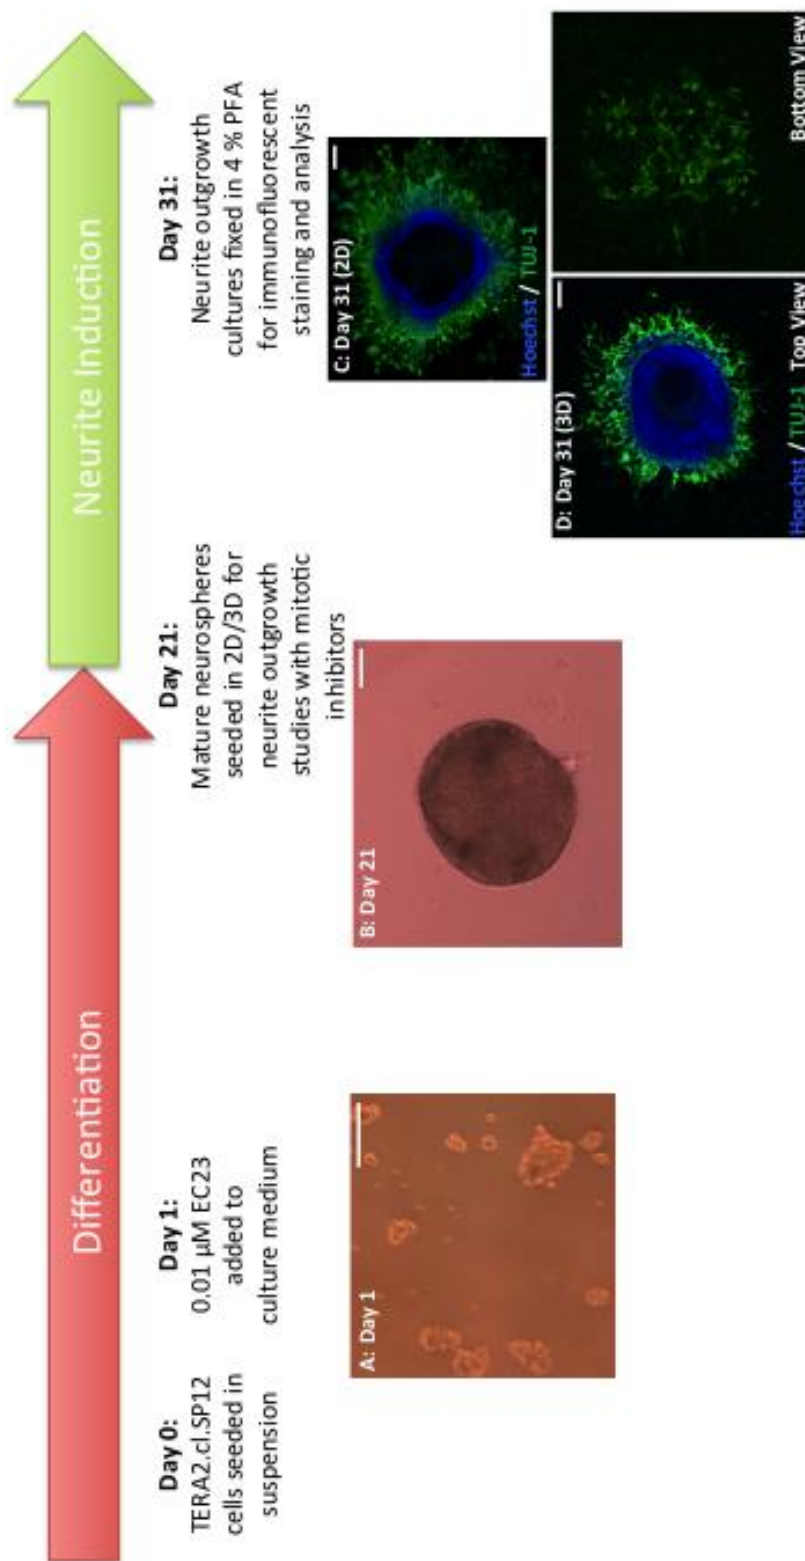 Differentiation
Neurite Induction
Day 0:
TERA2.cl.SP12
cells seeded in
suspension
Day 1:
0.01 µM EC23
added to
culture medium
Day 21:
Mature neurospheres
seeded in 2D/3D for
neurite outgrowth
studies with mitotic
inhibitors
Day 31:
Neurite outgrowth
cultures fixed in 4 % PFA
for immunofluorescent
staining and analysis
A: Day 1
B: Day 21
C: Day 31 (2D)
Hoechst / TUJ-1
D: Day 31 (3D)
Hoechst / TUJ-1 Top View
Bottom View